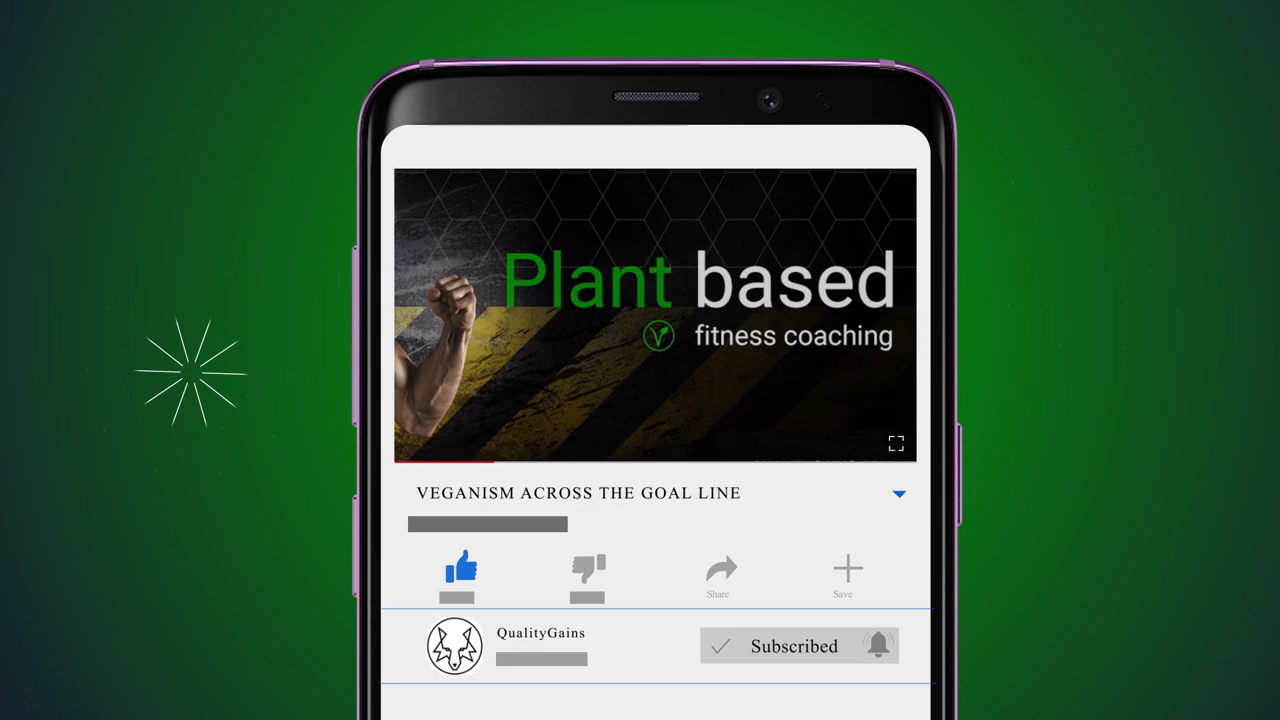 Plant based
fitness coaching
VEGANISM ACROSS THE GOAL LINE
Share
Save
QualityGains
Subscribed